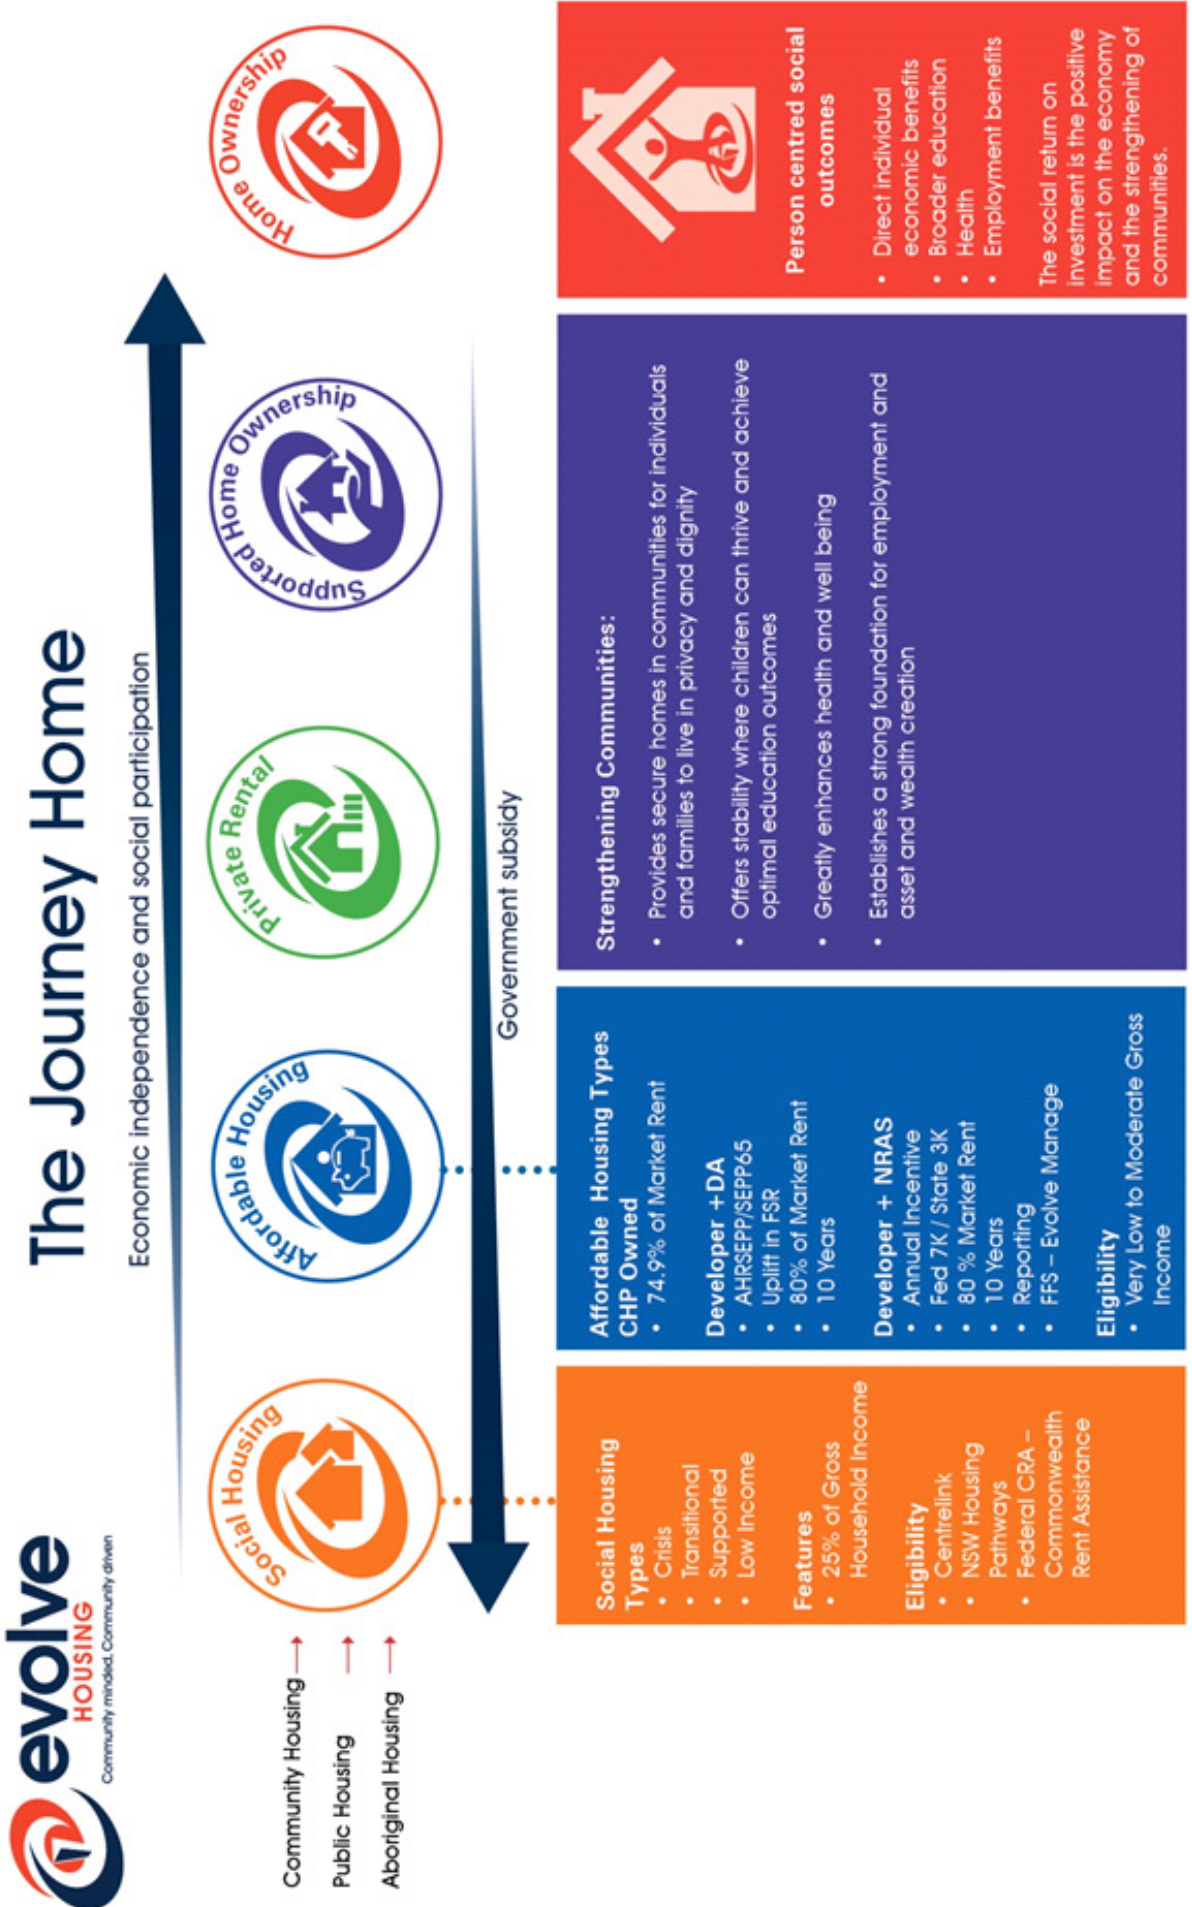 evolve
HOUSING
Community minded. Community driven
The Journey Home
Economic independence and social participation
Community Housing
Public Housing
Aboriginal Housing
Social Housing
Affordable Housing
Private Rental
Supported Home Ownership
Home Ownership
Government subsidy
Social Housing
Types
• Crisis
• Transitional
• Supported
• Low Income
Features
• 25% of Gross
Household Income
Eligibility
• Centrelink
• NSW Housing
Pathways
• Federal CRA –
Commonwealth
Rent Assistance
Affordable Housing Types
CHP Owned
• 74.9% of Market Rent
Developer +DA
• AHRSEPP/SEPP65
• Uplift in FSR
• 80% of Market Rent
• 10 Years
Developer + NRAS
• Annual Incentive
• Fed 7K / State 3K
• 80 % Market Rent
• 10 Years
• Reporting
• FFS – Evolve Manage
Eligibility
• Very Low to Moderate Gross
Income
Strengthening Communities:
• Provides secure homes in communities for individuals
and families to live in privacy and dignity
• Offers stability where children can thrive and achieve
optimal education outcomes
• Greatly enhances health and well being
• Establishes a strong foundation for employment and
asset and wealth creation
Person centred social
outcomes
• Direct individual
economic benefits
• Broader education
• Health
• Employment benefits
The social return on
investment is the positive
impact on the economy
and the strengthening of
communities.